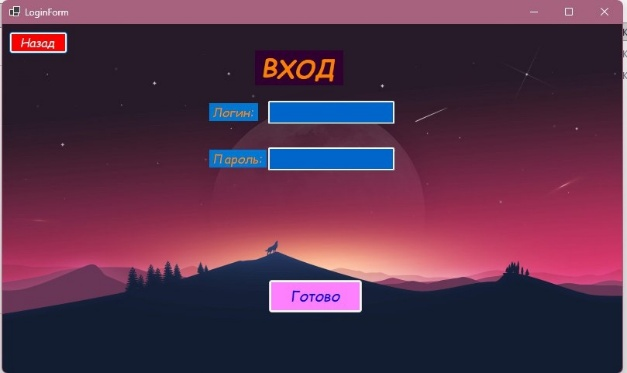 LoginForm
Назад
ВХОД
Логин:
Пароль:
Готово